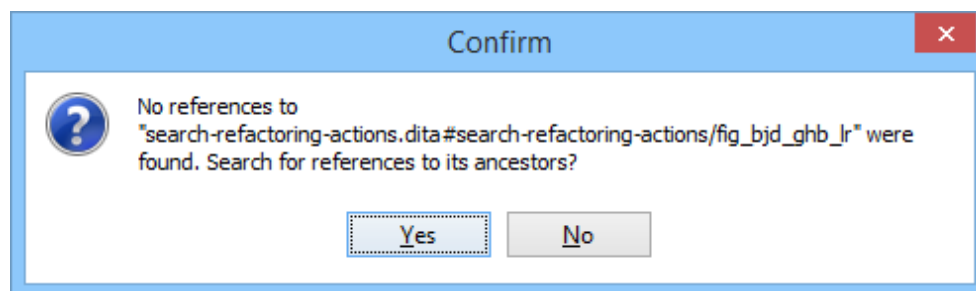 Confirm
No references to
"search-refactoring-actions.dita#search-refactoring-actions/fig_bjd_ghb_lr" were
found. Search for references to its ancestors?
Yes No